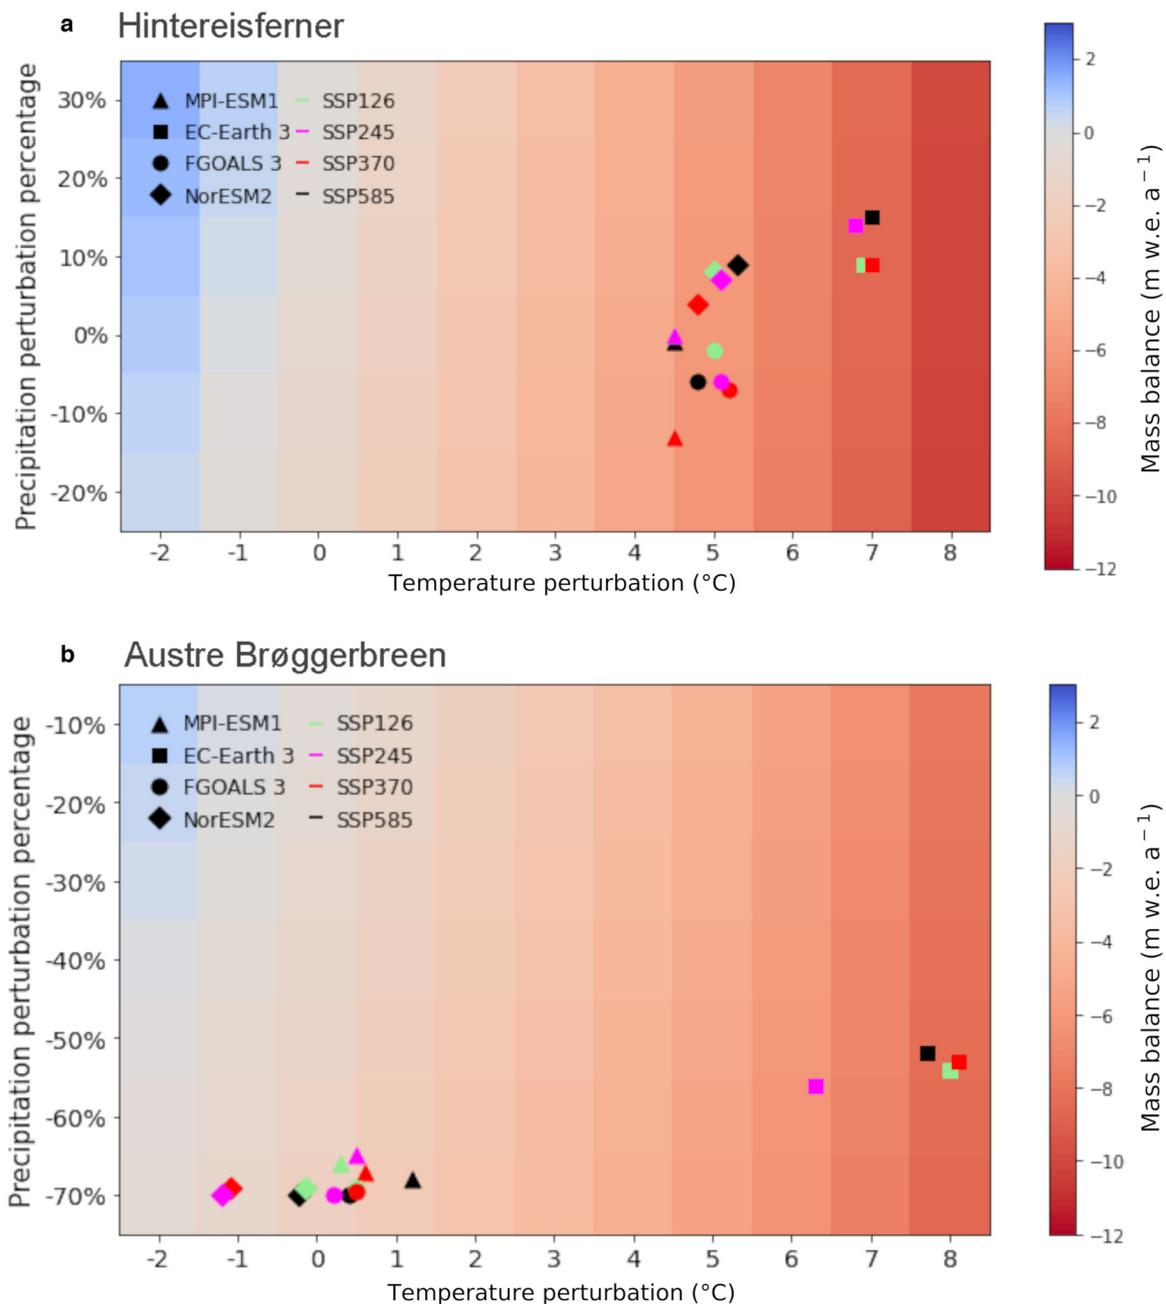 a Hintereisferner
Precipitation perturbation percentage
30%
20%
10%
0%
-10%
-20%
MPI-ESM1 SSP126
EC-Earth 3 SSP245
FGOALS 3 SSP370
NorESM2 SSP585
-2 -1 0 1 2 3 4 5 6 7 8
Temperature perturbation (°C)
2
0
−2
−4
−6
−8
−10
−12
Mass balance (m w.e. a⁻¹)
b Austre Brøggerbreen
Precipitation perturbation percentage
-10%
-20%
-30%
-40%
-50%
-60%
-70%
MPI-ESM1 SSP126
EC-Earth 3 SSP245
FGOALS 3 SSP370
NorESM2 SSP585
-2 -1 0 1 2 3 4 5 6 7 8
Temperature perturbation (°C)
2
0
−2
−4
−6
−8
−10
−12
Mass balance (m w.e. a⁻¹)